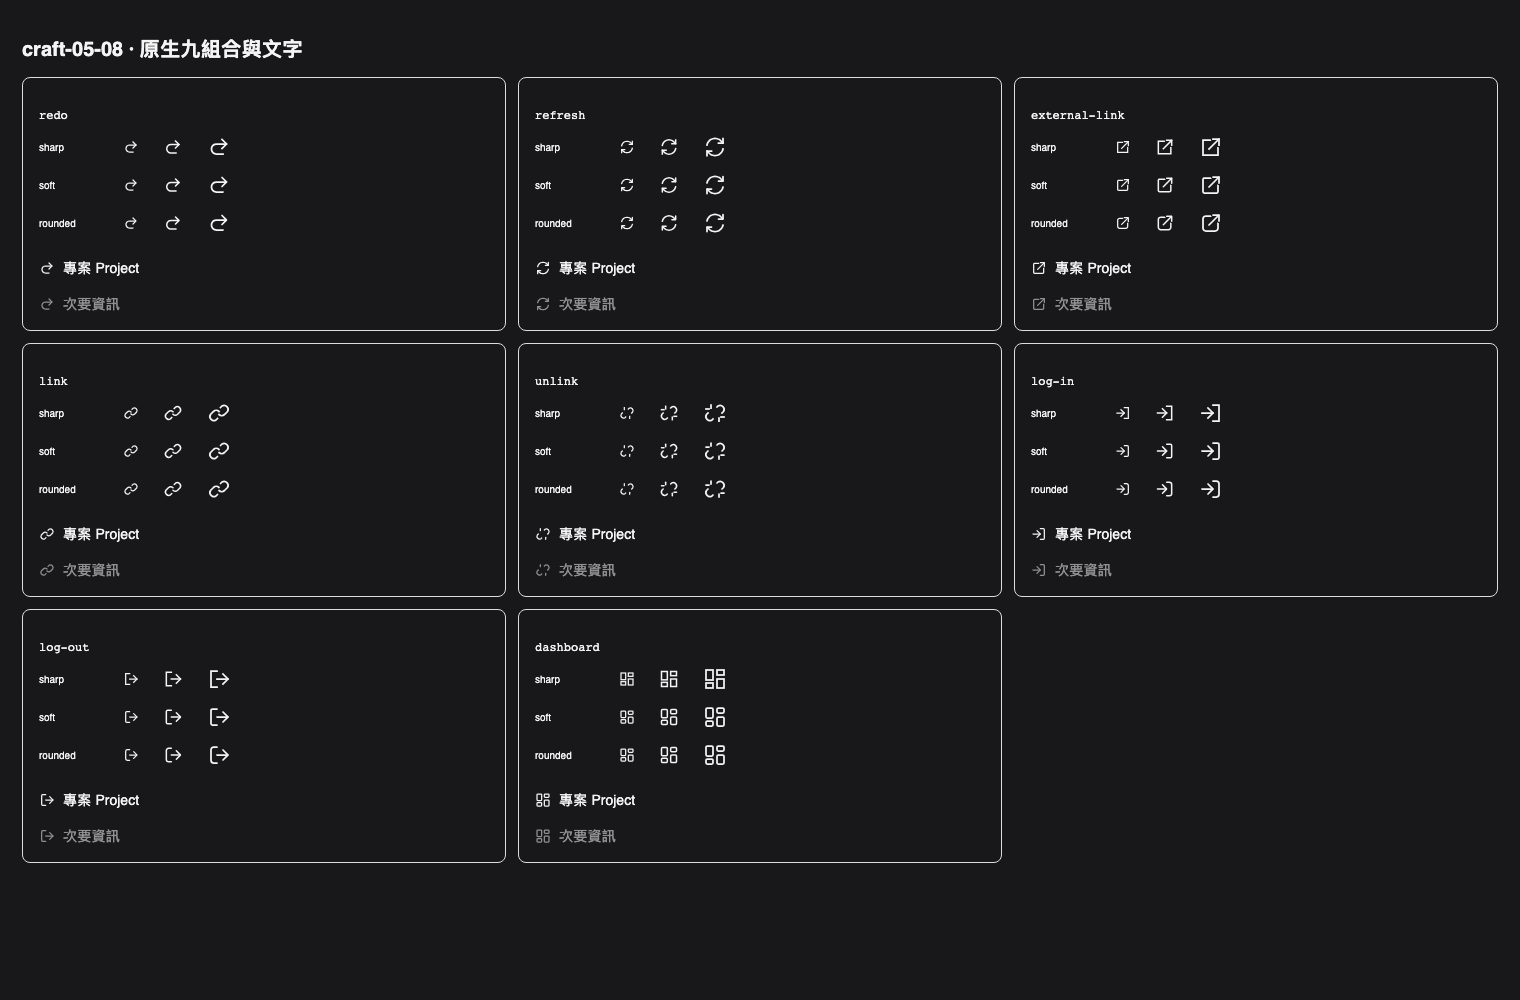 craft-05-08 · 原生九組合與文字
redo
sharp
soft
rounded
專案 Project
次要資訊
refresh
sharp
soft
rounded
專案 Project
次要資訊
external-link
sharp
soft
rounded
專案 Project
次要資訊
link
sharp
soft
rounded
專案 Project
次要資訊
unlink
sharp
soft
rounded
專案 Project
次要資訊
log-in
sharp
soft
rounded
專案 Project
次要資訊
log-out
sharp
soft
rounded
專案 Project
次要資訊
dashboard
sharp
soft
rounded
專案 Project
次要資訊